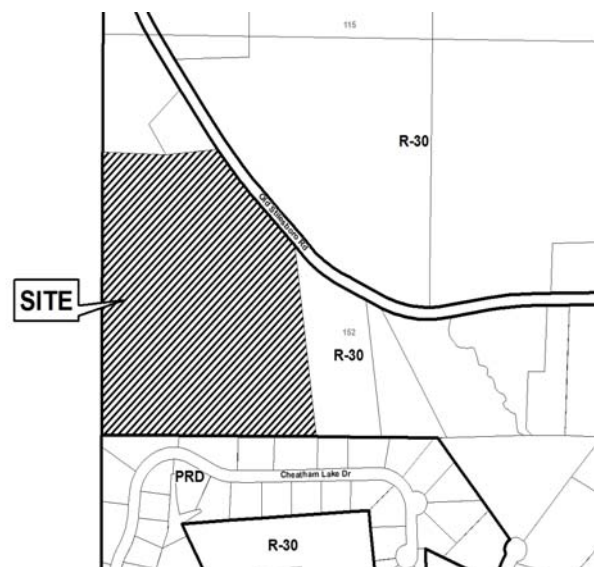 115
R-30
Old Stilesboro Rd
SITE
152
R-30
PRD
Cheatham Lake Dr
R-30